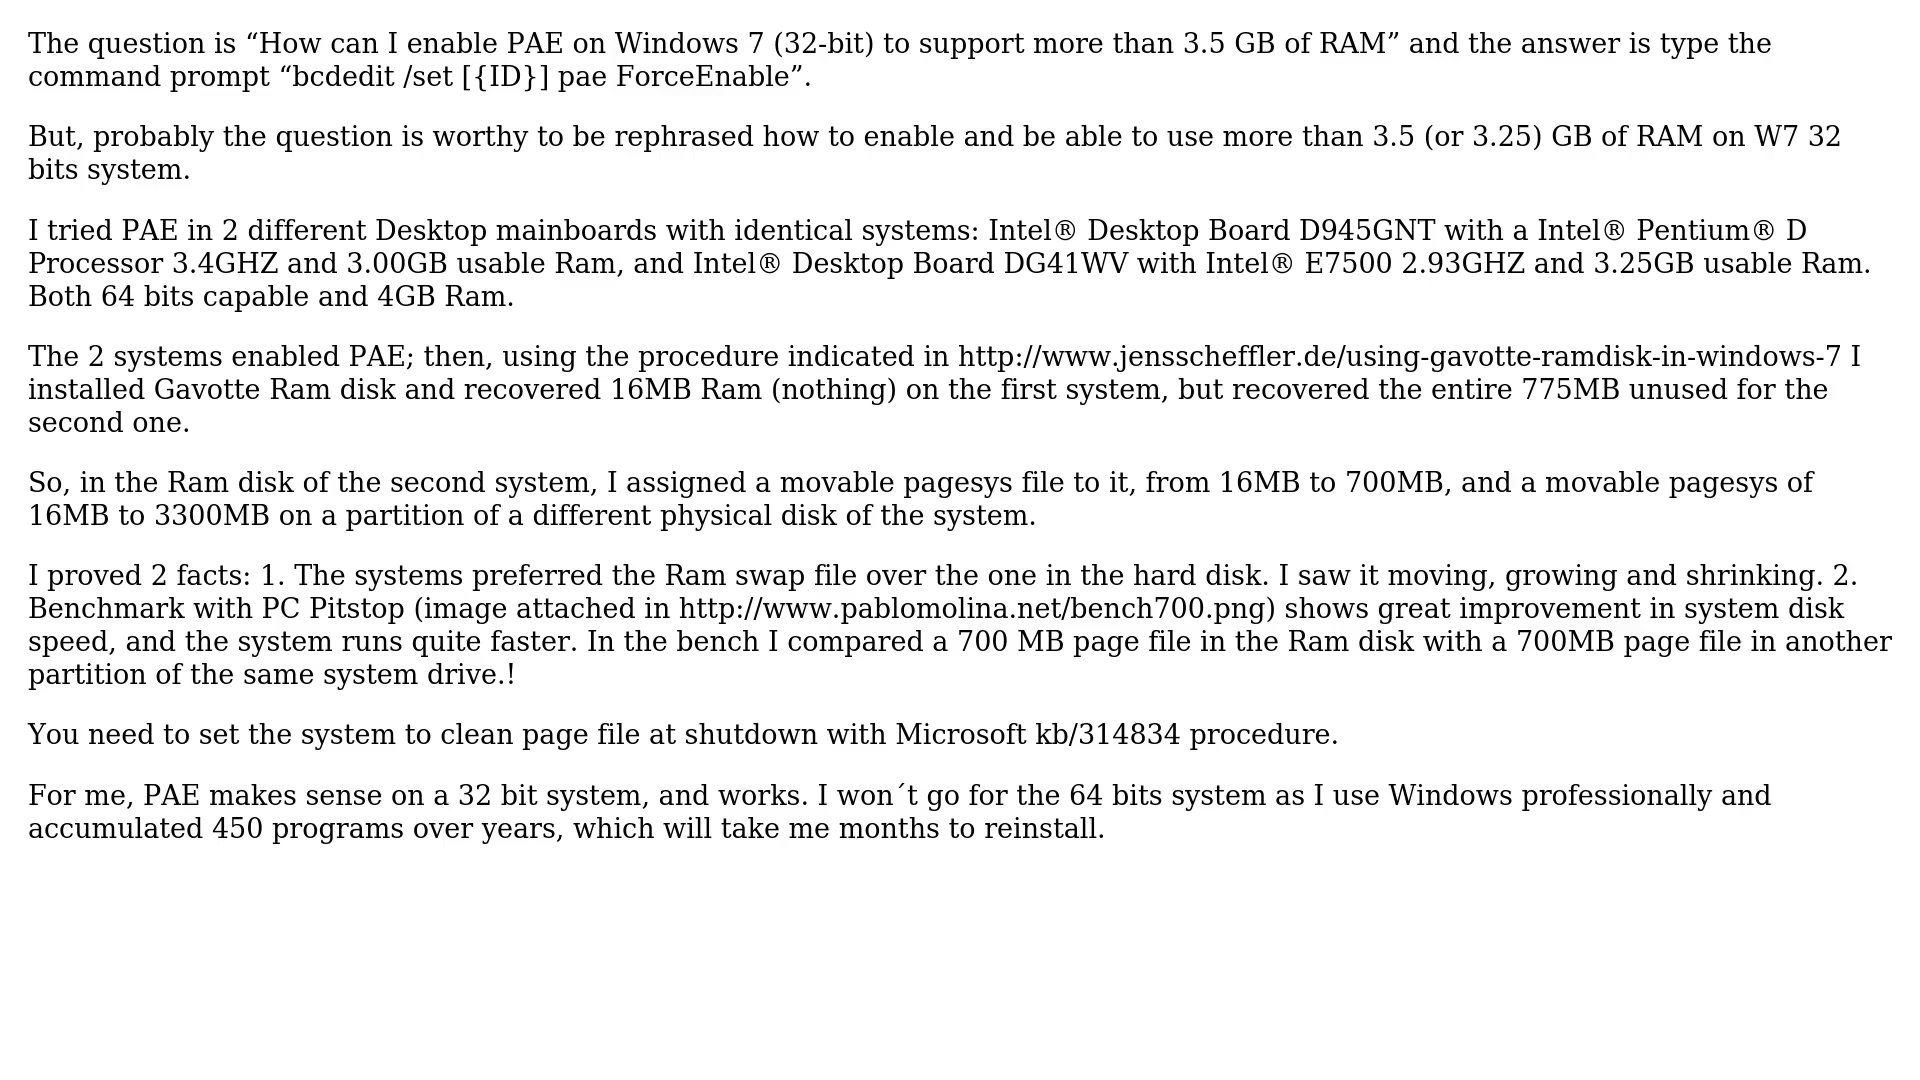 The question is “How can I enable PAE on Windows 7 (32-bit) to support more than 3.5 GB of RAM” and the answer is type the
command prompt “bcdedit /set [{ID}] pae ForceEnable”.
But, probably the question is worthy to be rephrased how to enable and be able to use more than 3.5 (or 3.25) GB of RAM on W7 32
bits system.
I tried PAE in 2 different Desktop mainboards with identical systems: Intel® Desktop Board D945GNT with a Intel® Pentium® D
Processor 3.4GHZ and 3.00GB usable Ram, and Intel® Desktop Board DG41WV with Intel® E7500 2.93GHZ and 3.25GB usable Ram.
Both 64 bits capable and 4GB Ram.
The 2 systems enabled PAE; then, using the procedure indicated in http://www.jensscheffler.de/using-gavotte-ramdisk-in-windows-7 I
installed Gavotte Ram disk and recovered 16MB Ram (nothing) on the first system, but recovered the entire 775MB unused for the
second one.
So, in the Ram disk of the second system, I assigned a movable pagesys file to it, from 16MB to 700MB, and a movable pagesys of
16MB to 3300MB on a partition of a different physical disk of the system.
I proved 2 facts: 1. The systems preferred the Ram swap file over the one in the hard disk. I saw it moving, growing and shrinking. 2.
Benchmark with PC Pitstop (image attached in http://www.pablomolina.net/bench700.png) shows great improvement in system disk
speed, and the system runs quite faster. In the bench I compared a 700 MB page file in the Ram disk with a 700MB page file in another
partition of the same system drive.!
You need to set the system to clean page file at shutdown with Microsoft kb/314834 procedure.
For me, PAE makes sense on a 32 bit system, and works. I won´t go for the 64 bits system as I use Windows professionally and
accumulated 450 programs over years, which will take me months to reinstall.